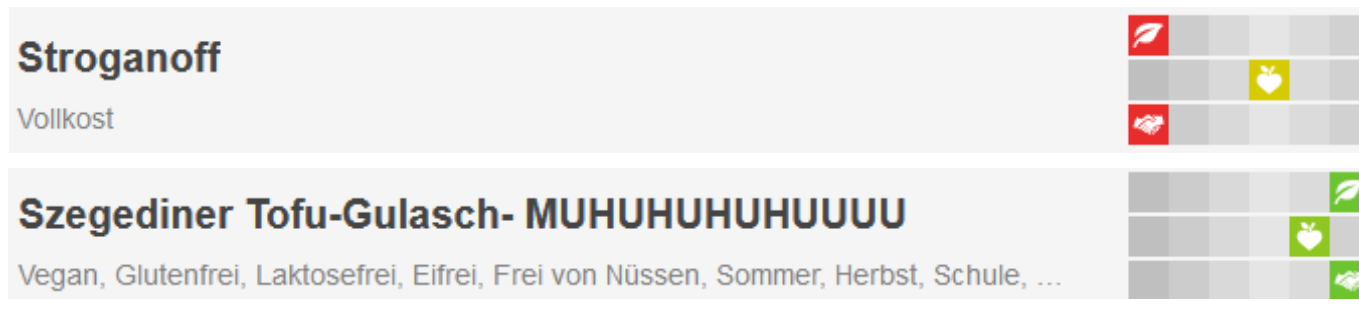 Stroganoff
Vollkost
Szegediner Tofu-Gulasch- MUHUHUHUHUUUU
Vegan, Glutenfrei, Laktosefrei, Eifrei, Frei von Nüssen, Sommer, Herbst, Schule, ...